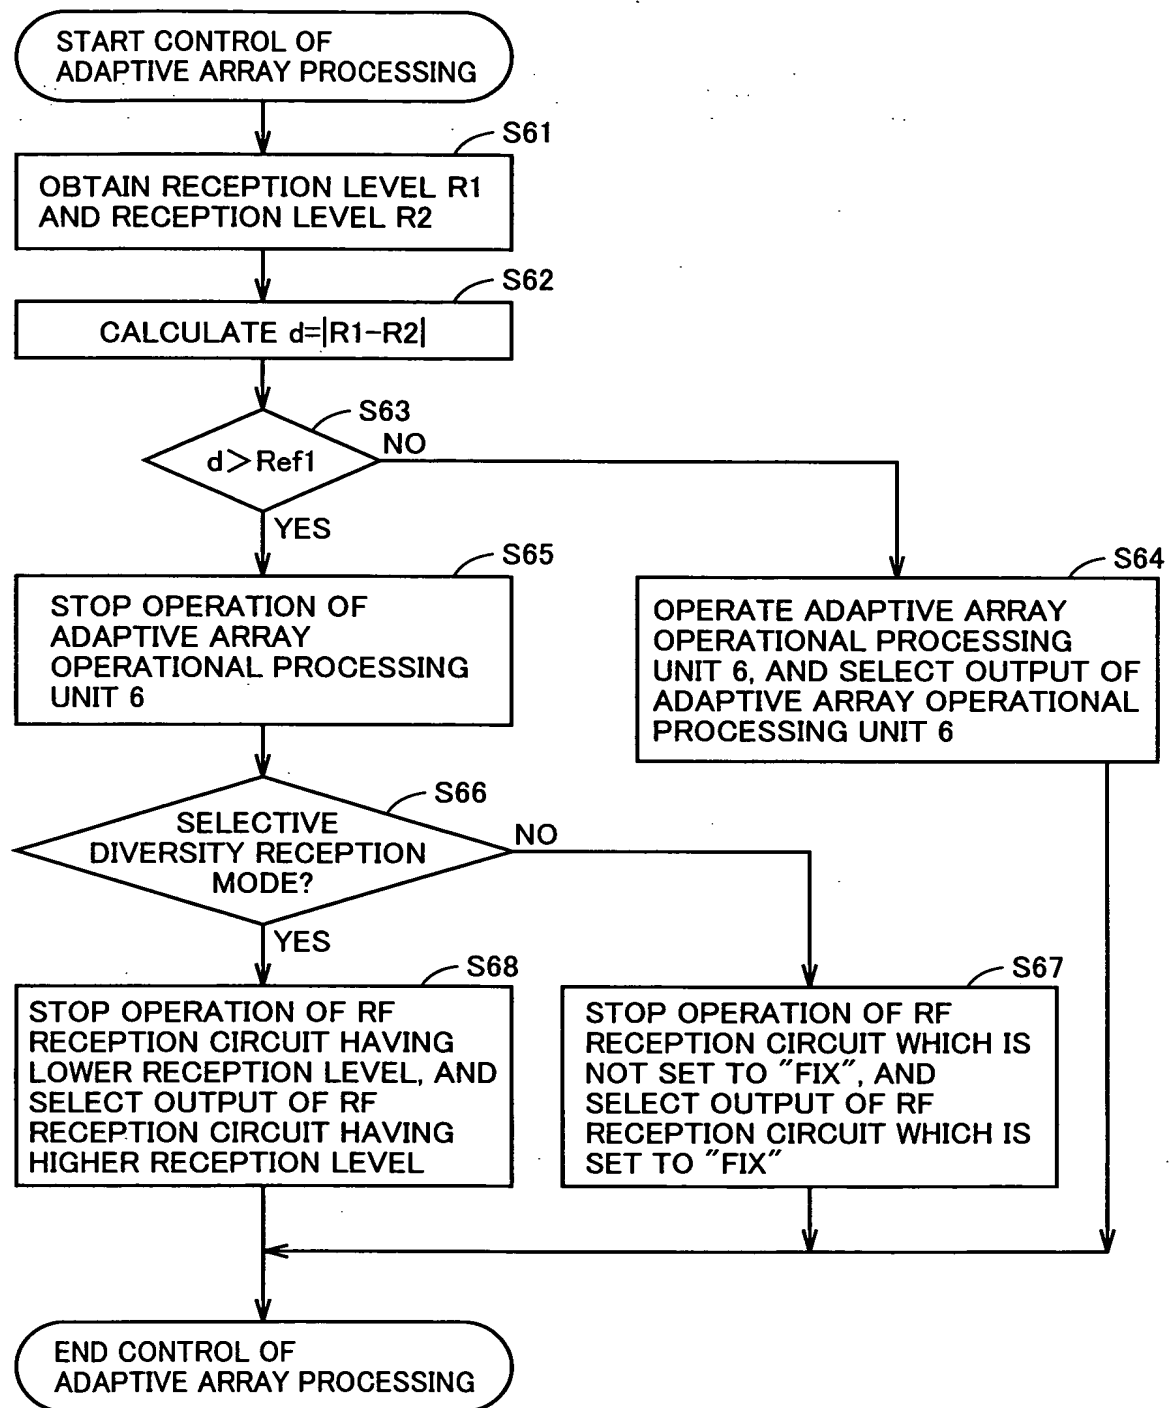 START CONTROL OF
ADAPTIVE ARRAY PROCESSING
S61
OBTAIN RECEPTION LEVEL R1
AND RECEPTION LEVEL R2
S62
CALCULATE d=|R1-R2|
S63
d>Ref1
NO
YES
S65
STOP OPERATION OF
ADAPTIVE ARRAY
OPERATIONAL PROCESSING
UNIT 6
S64
OPERATE ADAPTIVE ARRAY
OPERATIONAL PROCESSING
UNIT 6, AND SELECT OUTPUT OF
ADAPTIVE ARRAY OPERATIONAL
PROCESSING UNIT 6
S66
SELECTIVE
DIVERSITY RECEPTION
MODE?
NO
YES
S68
STOP OPERATION OF RF
RECEPTION CIRCUIT HAVING
LOWER RECEPTION LEVEL, AND
SELECT OUTPUT OF RF
RECEPTION CIRCUIT HAVING
HIGHER RECEPTION LEVEL
S67
STOP OPERATION OF RF
RECEPTION CIRCUIT WHICH IS
NOT SET TO "FIX", AND
SELECT OUTPUT OF RF
RECEPTION CIRCUIT WHICH IS
SET TO "FIX"
END CONTROL OF
ADAPTIVE ARRAY PROCESSING